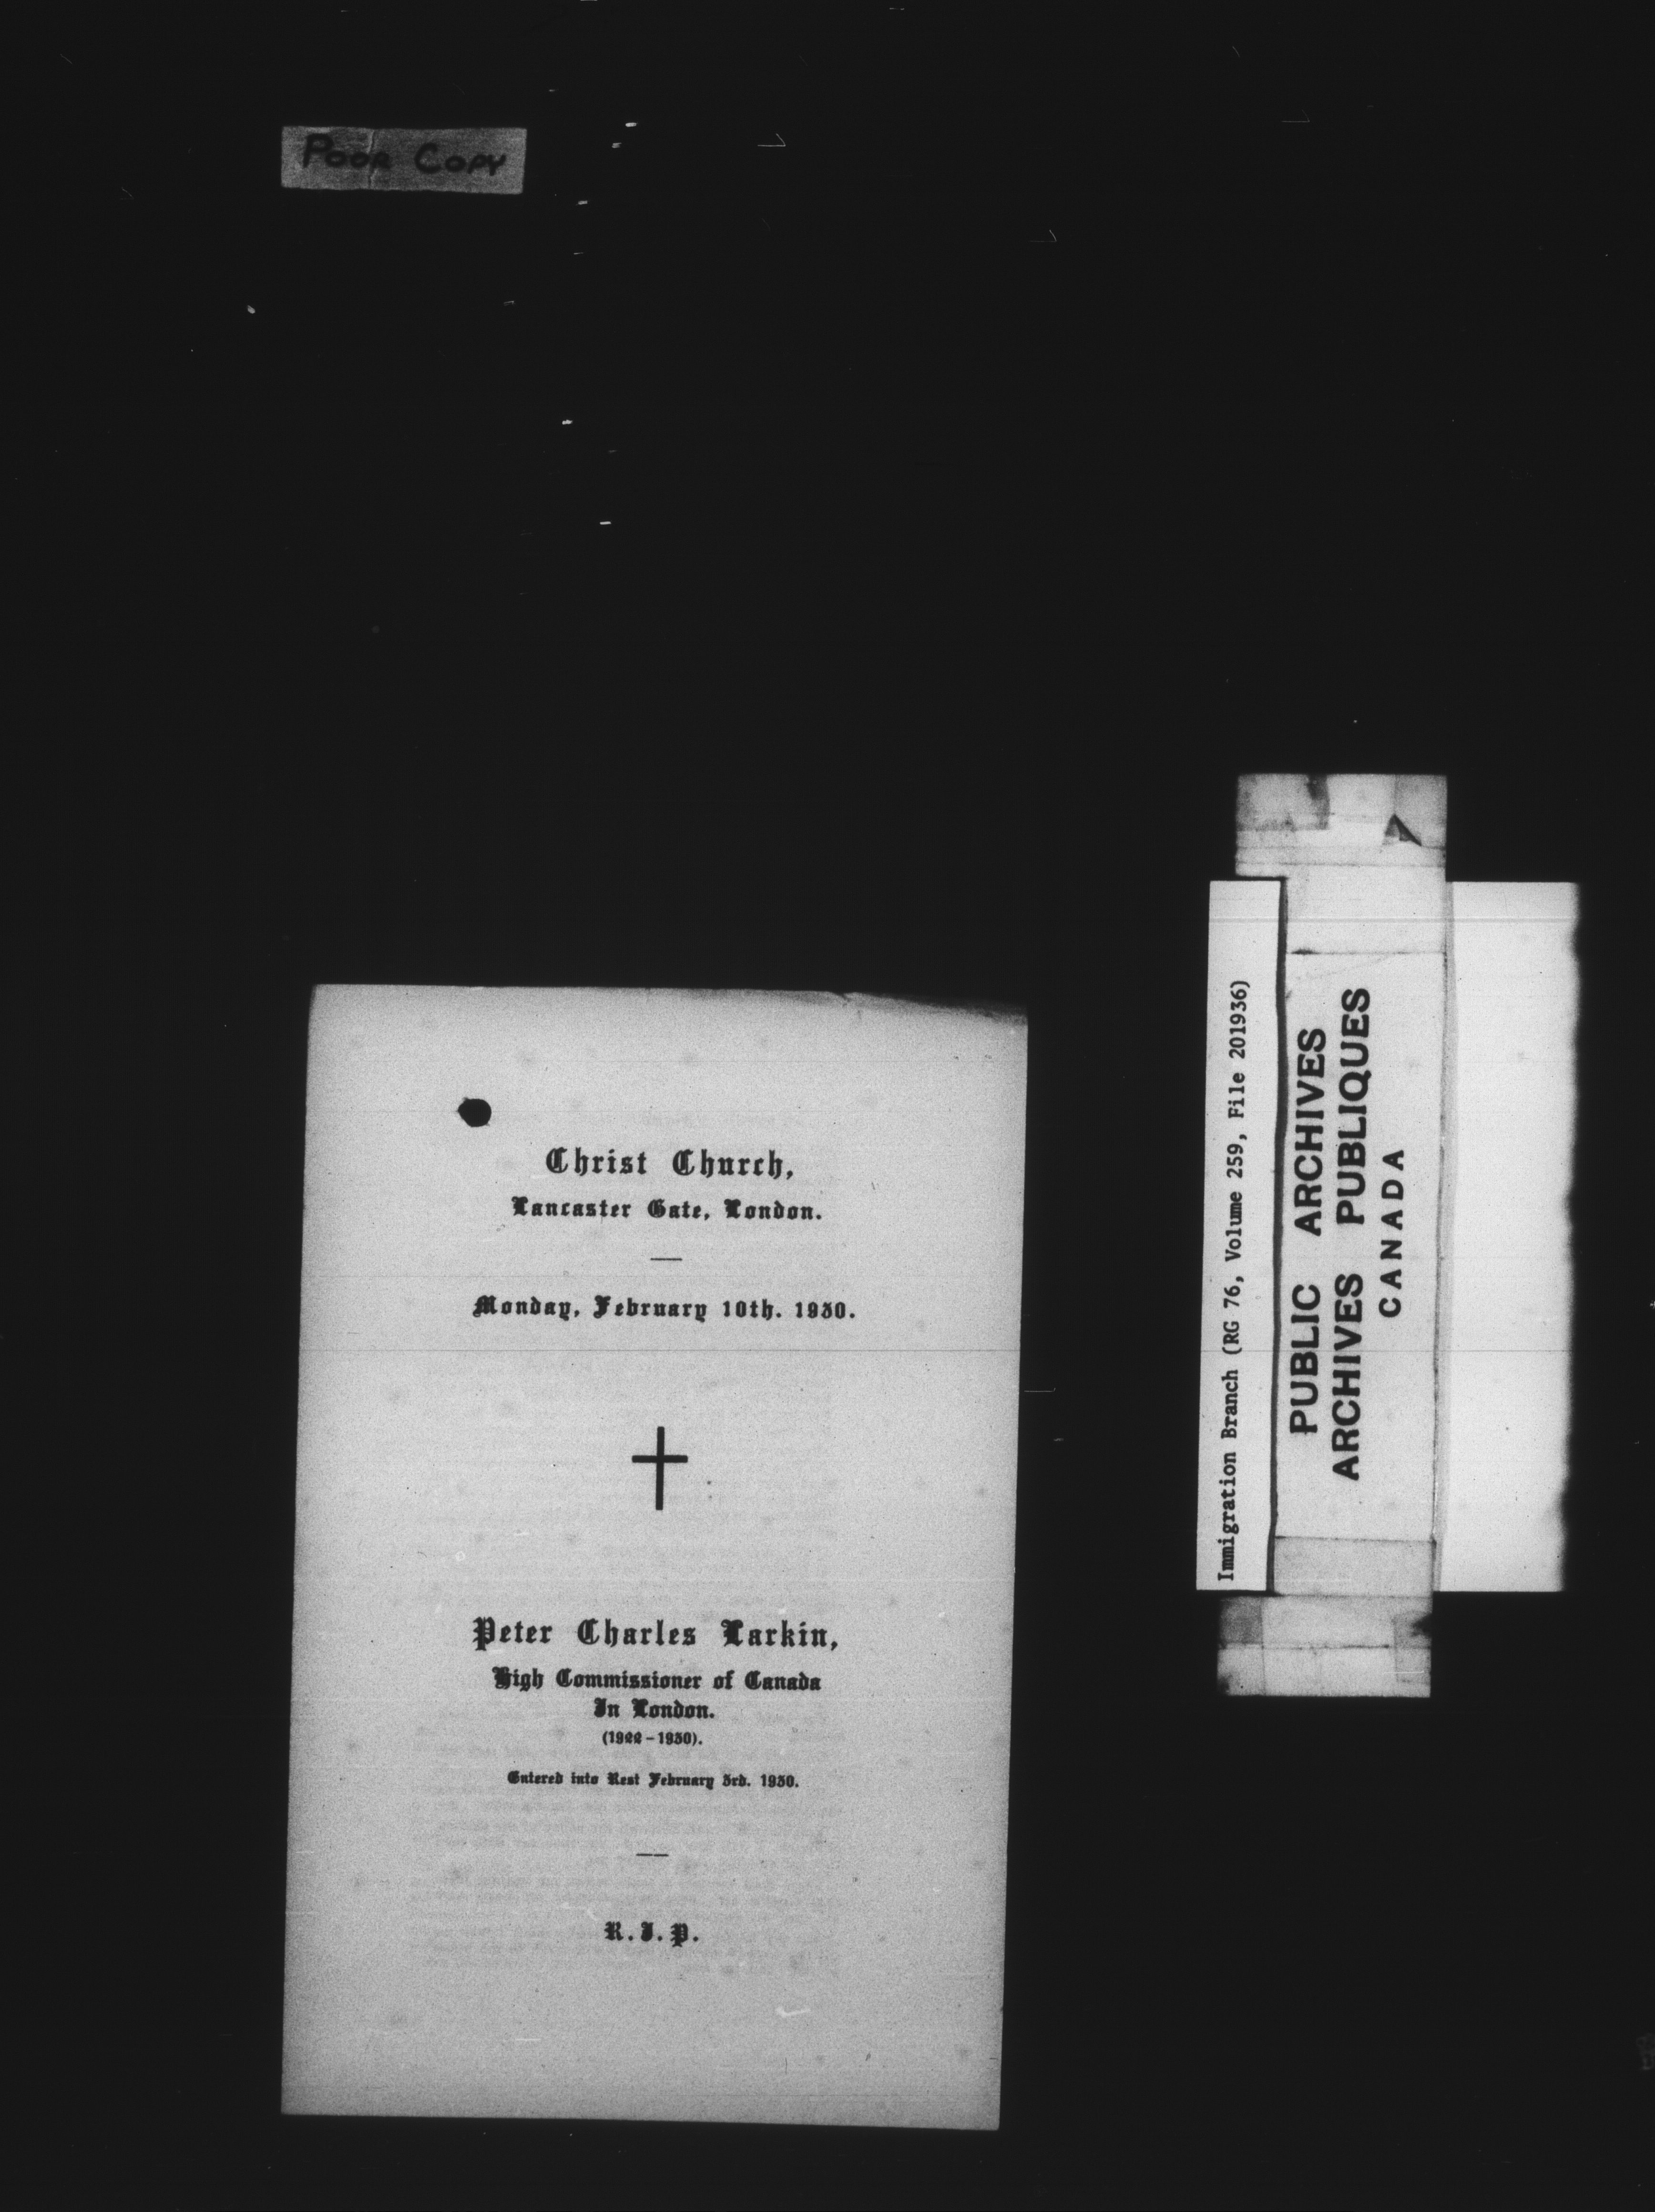 POOR COPY
Christ Church,
Lancaster Gate, London.
Monday, February 10th. 1930.
Peter Charles Larkin,
High Commissioner of Canada
In London.
(1922-1930).
Entered into Rest February 3rd. 1930.
R.I.P.
Immigration Branch (RG 76, Volume 259, File 201936)
PUBLIC ARCHIVES
ARCHIVES PUBLIQUES
CANADA